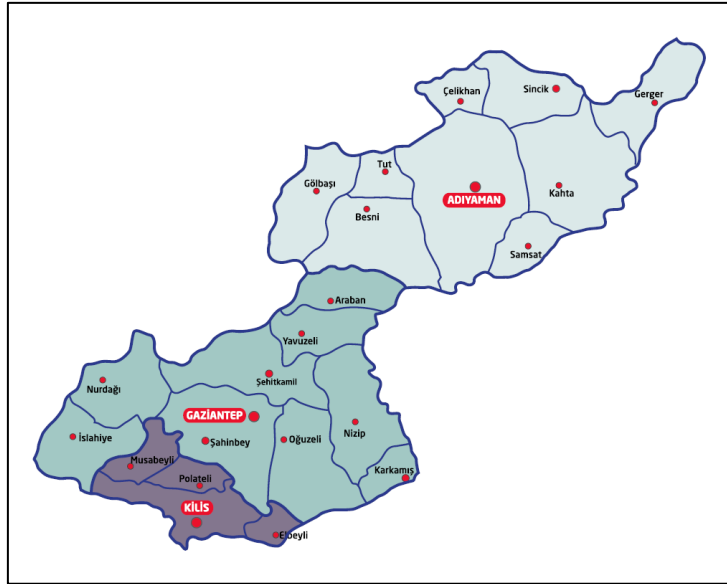 Çelikhan
Sincik
Gerger
Tut
Gölbaşı
ADIYAMAN
Kahta
Besni
Samsat
Araban
Yavuzeli
Şehitkamil
Nurdağı
GAZİANTEP
Nizip
İslahiye
Şahinbey
Oğuzeli
Musabeyli
Karkamış
Polateli
KİLİS
Elbeyli